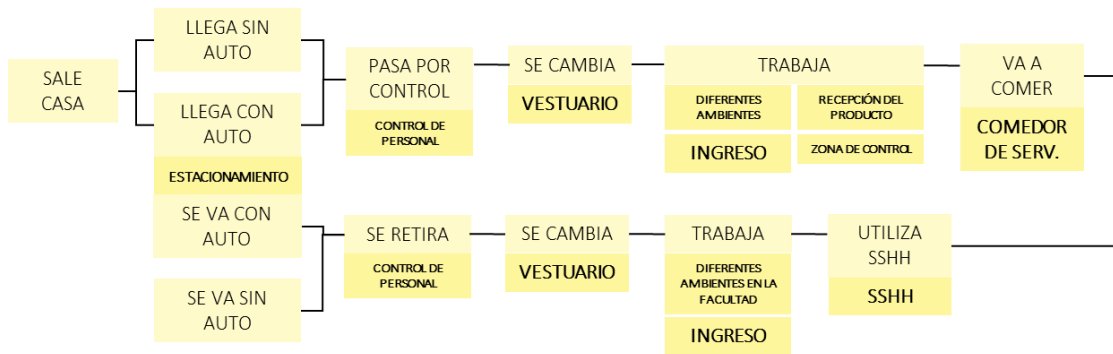 SALE
CASA
LLEGA SIN
AUTO
LLEGA CON
AUTO
ESTACIONAMIENTO
SE VA CON
AUTO
SE VA SIN
AUTO
PASA POR
CONTROL
CONTROL DE
PERSONAL
SE CAMBIA
VESTUARIO
TRABAJA
DIFERENTES
AMBIENTES
RECEPCIÓN DEL
PRODUCTO
INGRESO
ZONA DE CONTROL
VA A
COMER
COMEDOR
DE SERV.
SE RETIRA
CONTROL DE
PERSONAL
SE CAMBIA
VESTUARIO
TRABAJA
DIFERENTES
AMBIENTES EN LA
FACULTAD
INGRESO
UTILIZA
SSHH
SSHH